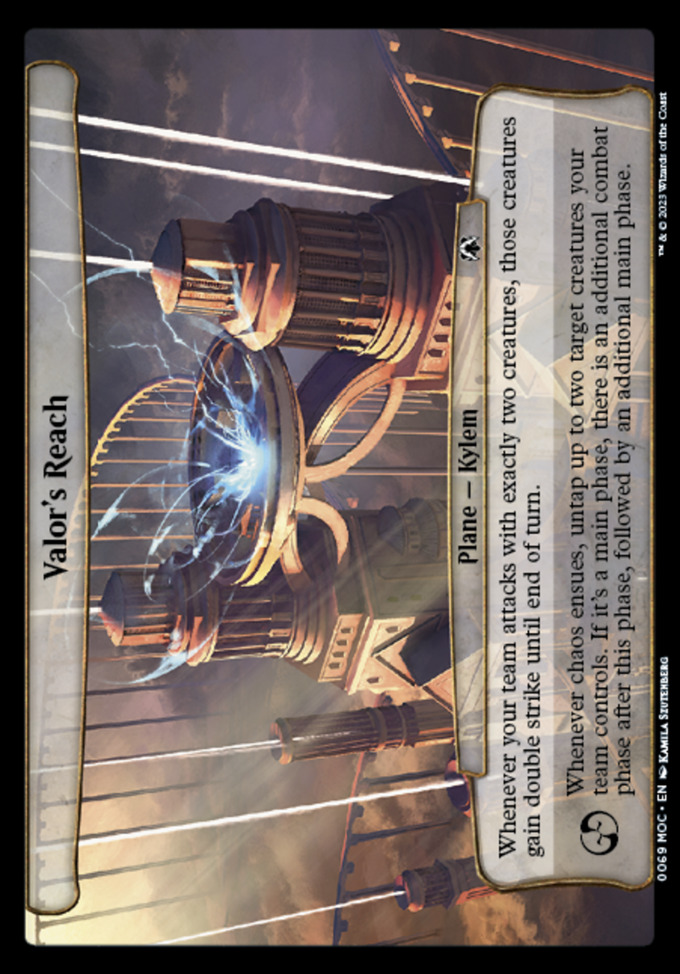 Valor's Reach
Plane — Kylem
Whenever your team attacks with exactly two creatures, those creatures
gain double strike until end of turn.
Whenever chaos ensues, untap up to two target creatures your
team controls. If it's a main phase, there is an additional combat
phase after this phase, followed by an additional main phase.
0069 MOC • EN Kamila Szutenberg
™ & © 2023 Wizards of the Coast